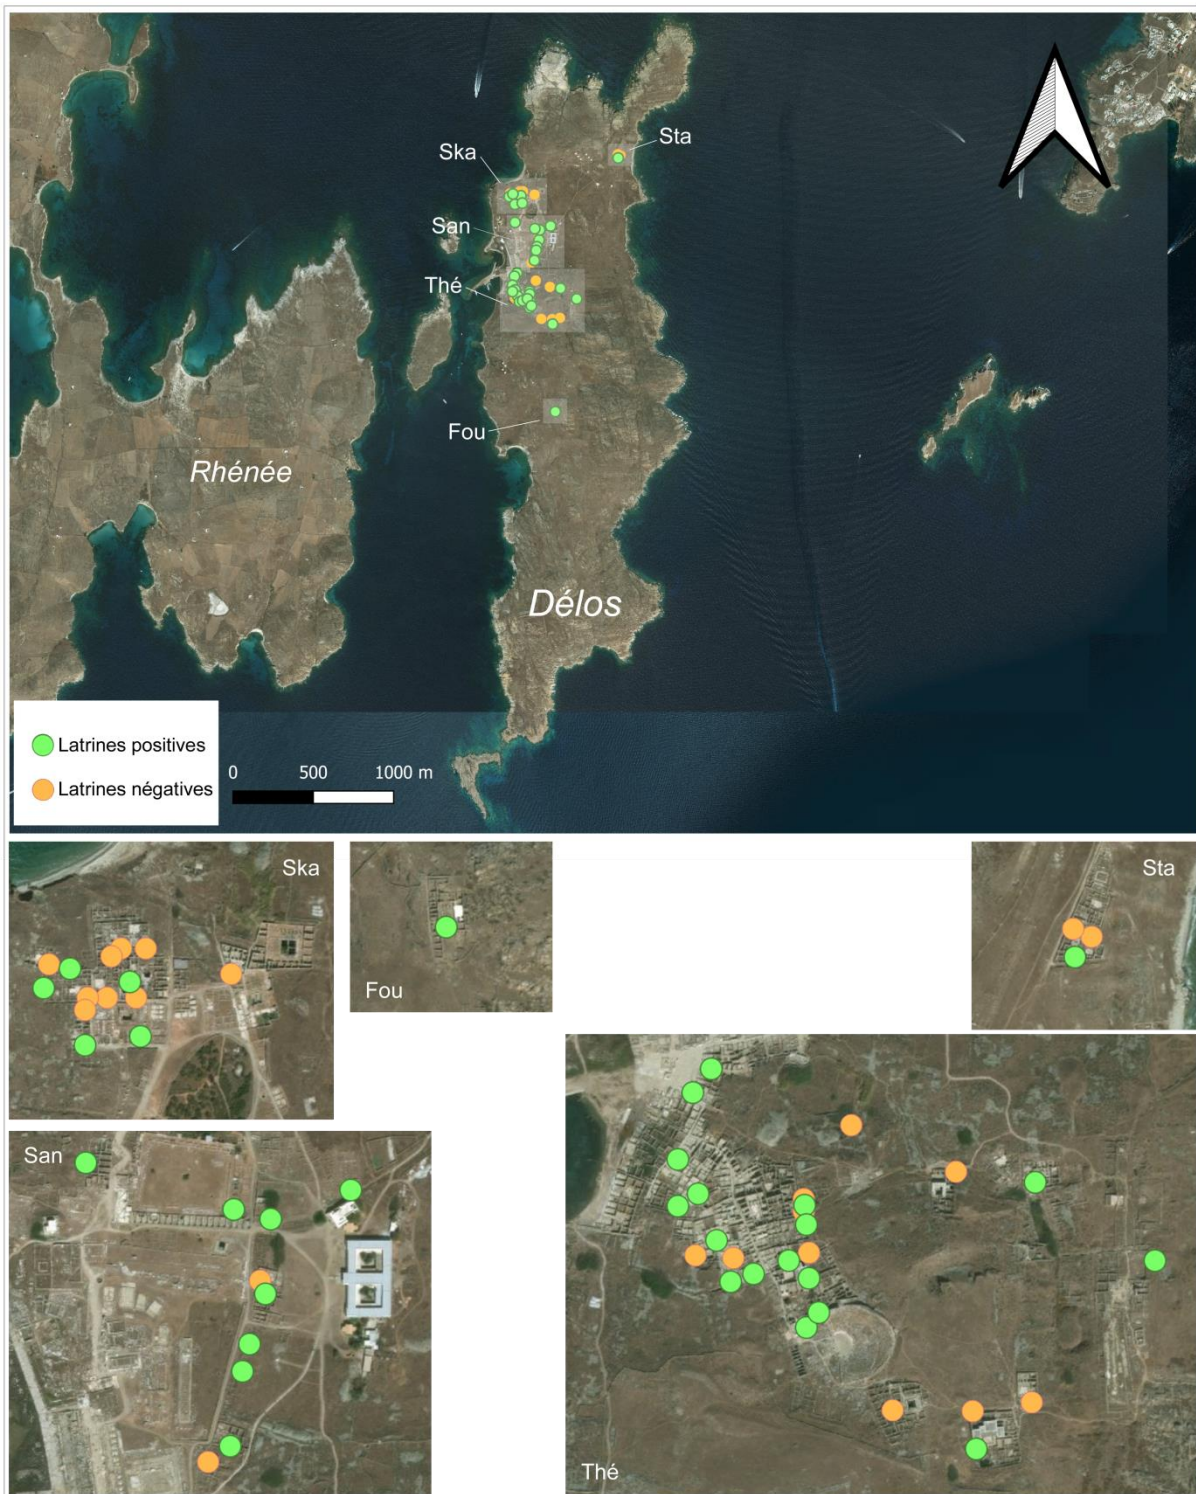 Sta
Ska
San
Thé
Fou
Rhénée
Délos
Latrines positives
Latrines négatives
0 500 1000 m
Ska
Fou
Sta
San
Thé